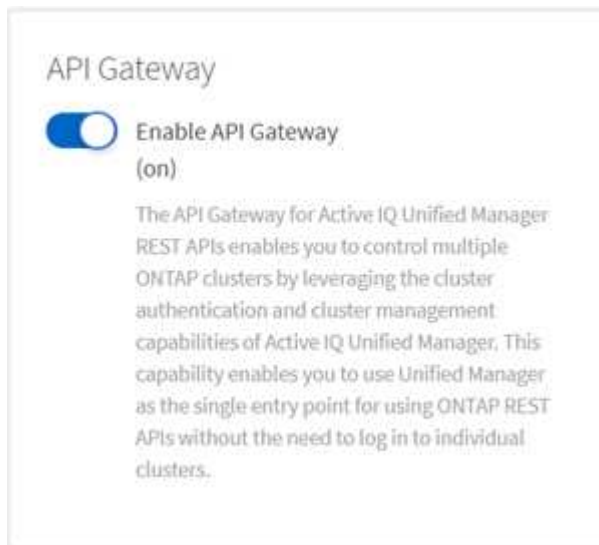 API Gateway
Enable API Gateway
(on)
The API Gateway for Active IQ Unified Manager
REST APIs enables you to control multiple
ONTAP clusters by leveraging the cluster
authentication and cluster management
capabilities of Active IQ Unified Manager. This
capability enables you to use Unified Manager
as the single entry point for using ONTAP REST
APIs without the need to log in to individual
clusters.